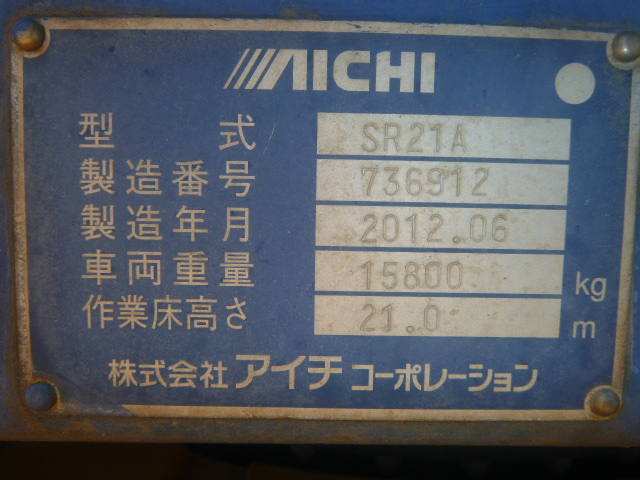 AICHI
型式 SR21A
製造番号 736912
製造年月 2012.06
車両重量 15800 kg
作業床高さ 21.0 m
株式会社アイチコーポレーション